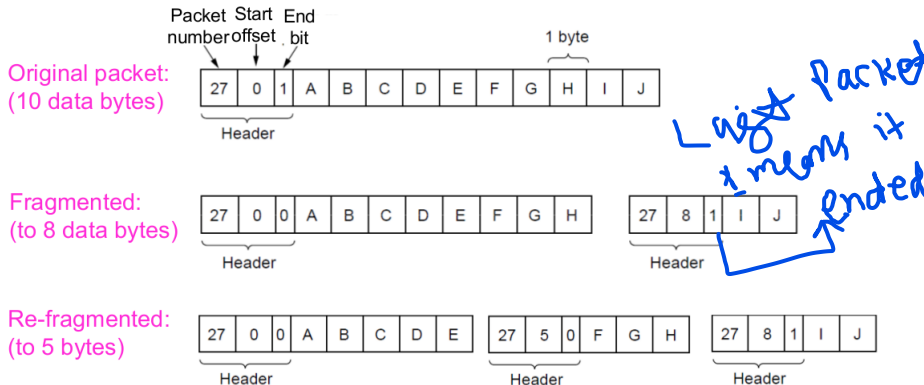 Packet number
Start offset
End bit
1 byte
Original packet:
(10 data bytes)
27 0 1 A B C D E F G H I J
Header
Last Packet
1 means it
ended
Fragmented:
(to 8 data bytes)
27 0 0 A B C D E F G H
27 8 1 I J
Header
Header
Re-fragmented:
(to 5 bytes)
27 0 0 A B C D E
27 5 0 F G H
27 8 1 I J
Header
Header
Header